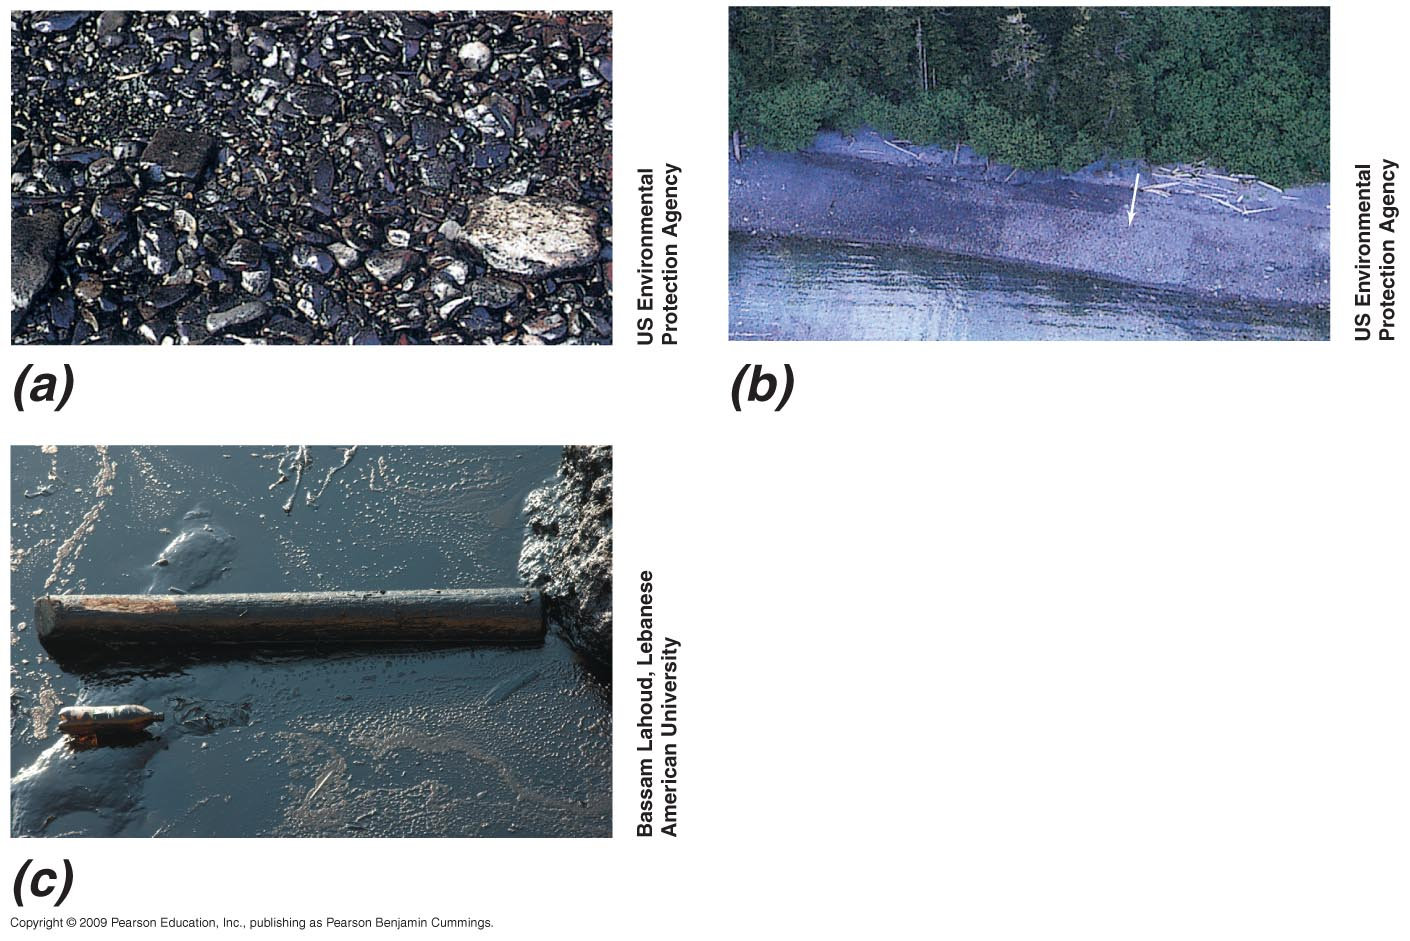 US Environmental
Protection Agency
(a)
US Environmental
Protection Agency
(b)
Bassam Lahoud, Lebanese
American University
(c)
Copyright © 2009 Pearson Education, Inc., publishing as Pearson Benjamin Cummings.